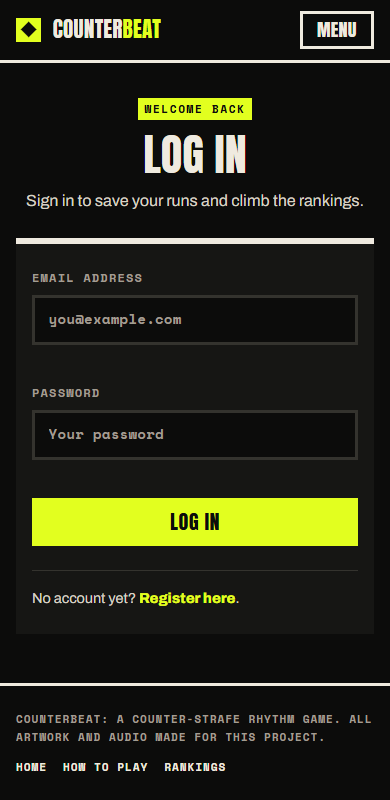 COUNTERBEAT
MENU
WELCOME BACK
LOG IN
Sign in to save your runs and climb the rankings.
EMAIL ADDRESS
you@example.com
PASSWORD
Your password
LOG IN
No account yet? Register here.
COUNTERBEAT: A COUNTER-STRAFE RHYTHM GAME. ALL
ARTWORK AND AUDIO MADE FOR THIS PROJECT.
HOME HOW TO PLAY RANKINGS